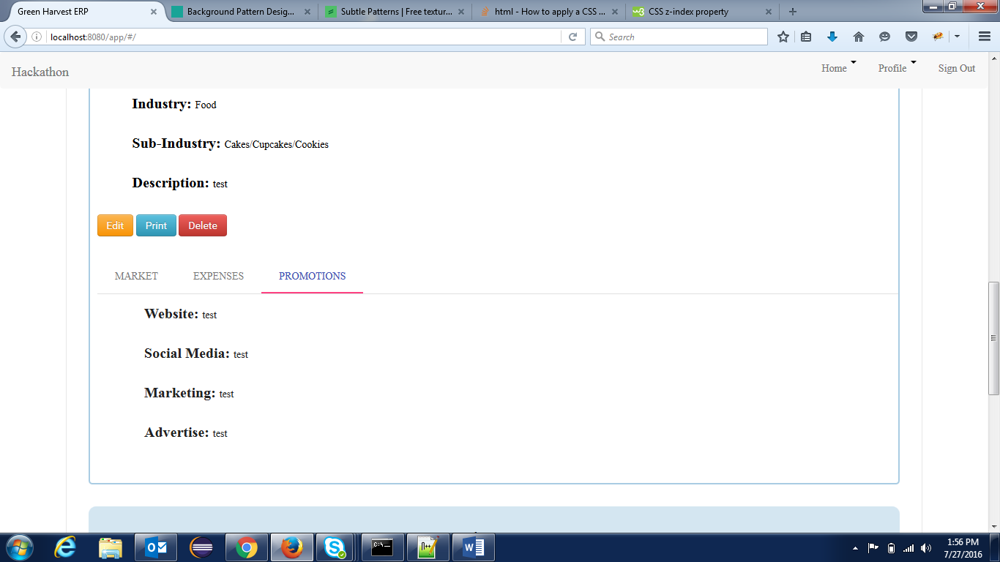 Green Harvest ERP
Background Pattern Desig...
Subtle Patterns | Free textur...
html - How to apply a CSS ...
w3
CSS z-index property
localhost:8080/app/#/
Search
Hackathon
Home
Profile
Sign Out
Industry: Food
Sub-Industry: Cakes/Cupcakes/Cookies
Description: test
Edit
Print
Delete
MARKET
EXPENSES
PROMOTIONS
Website: test
Social Media: test
Marketing: test
Advertise: test
C:\
1:56 PM
7/27/2016